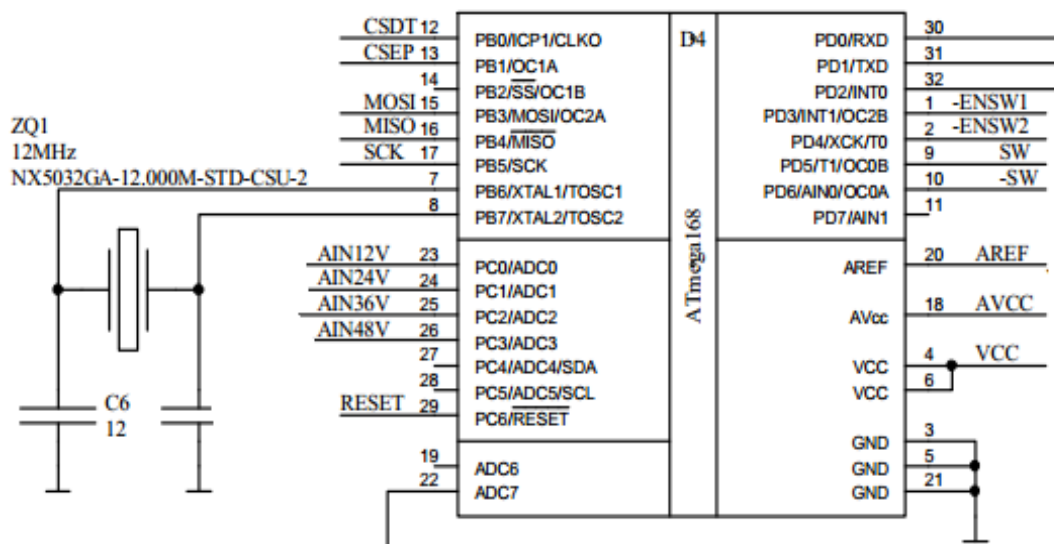 CSDT 12 PB0/ICP1/CLKO D4 PD0/RXD 30
CSEP 13 PB1/OC1A PD1/TXD 31
14 PB2/SS/OC1B PD2/INT0 32
MOSI 15 PB3/MOSI/OC2A PD3/INT1/OC2B 1 -ENSW1
MISO 16 PB4/MISO PD4/XCK/T0 2 -ENSW2
SCK 17 PB5/SCK PD5/T1/OC0B 9 SW
ZQ1
12MHz
NX5032GA-12.000M-STD-CSU-2
7 PB6/XTAL1/TOSC1 PD6/AIN0/OC0A 10 -SW
8 PB7/XTAL2/TOSC2 PD7/AIN1 11
ATmega168
AIN12V 23 PC0/ADC0 AREF 20 AREF
AIN24V 24 PC1/ADC1
AIN36V 25 PC2/ADC2 AVcc 18 AVCC
AIN48V 26 PC3/ADC3
27 PC4/ADC4/SDA VCC 4 VCC
28 PC5/ADC5/SCL VCC 6
RESET 29 PC6/RESET
C6
12
GND 3
19 ADC6 GND 5
22 ADC7 GND 21